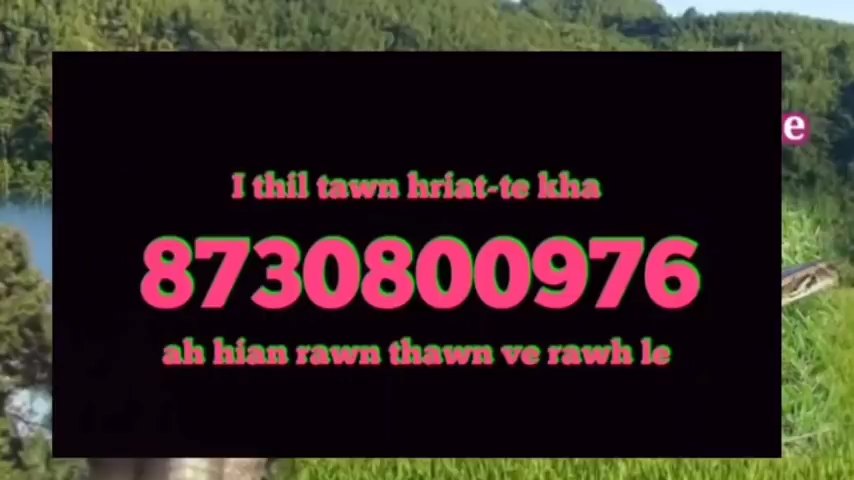 e
I thil tawn hriat-te kha
8730800976
ah hian rawn thawn ve rawh le